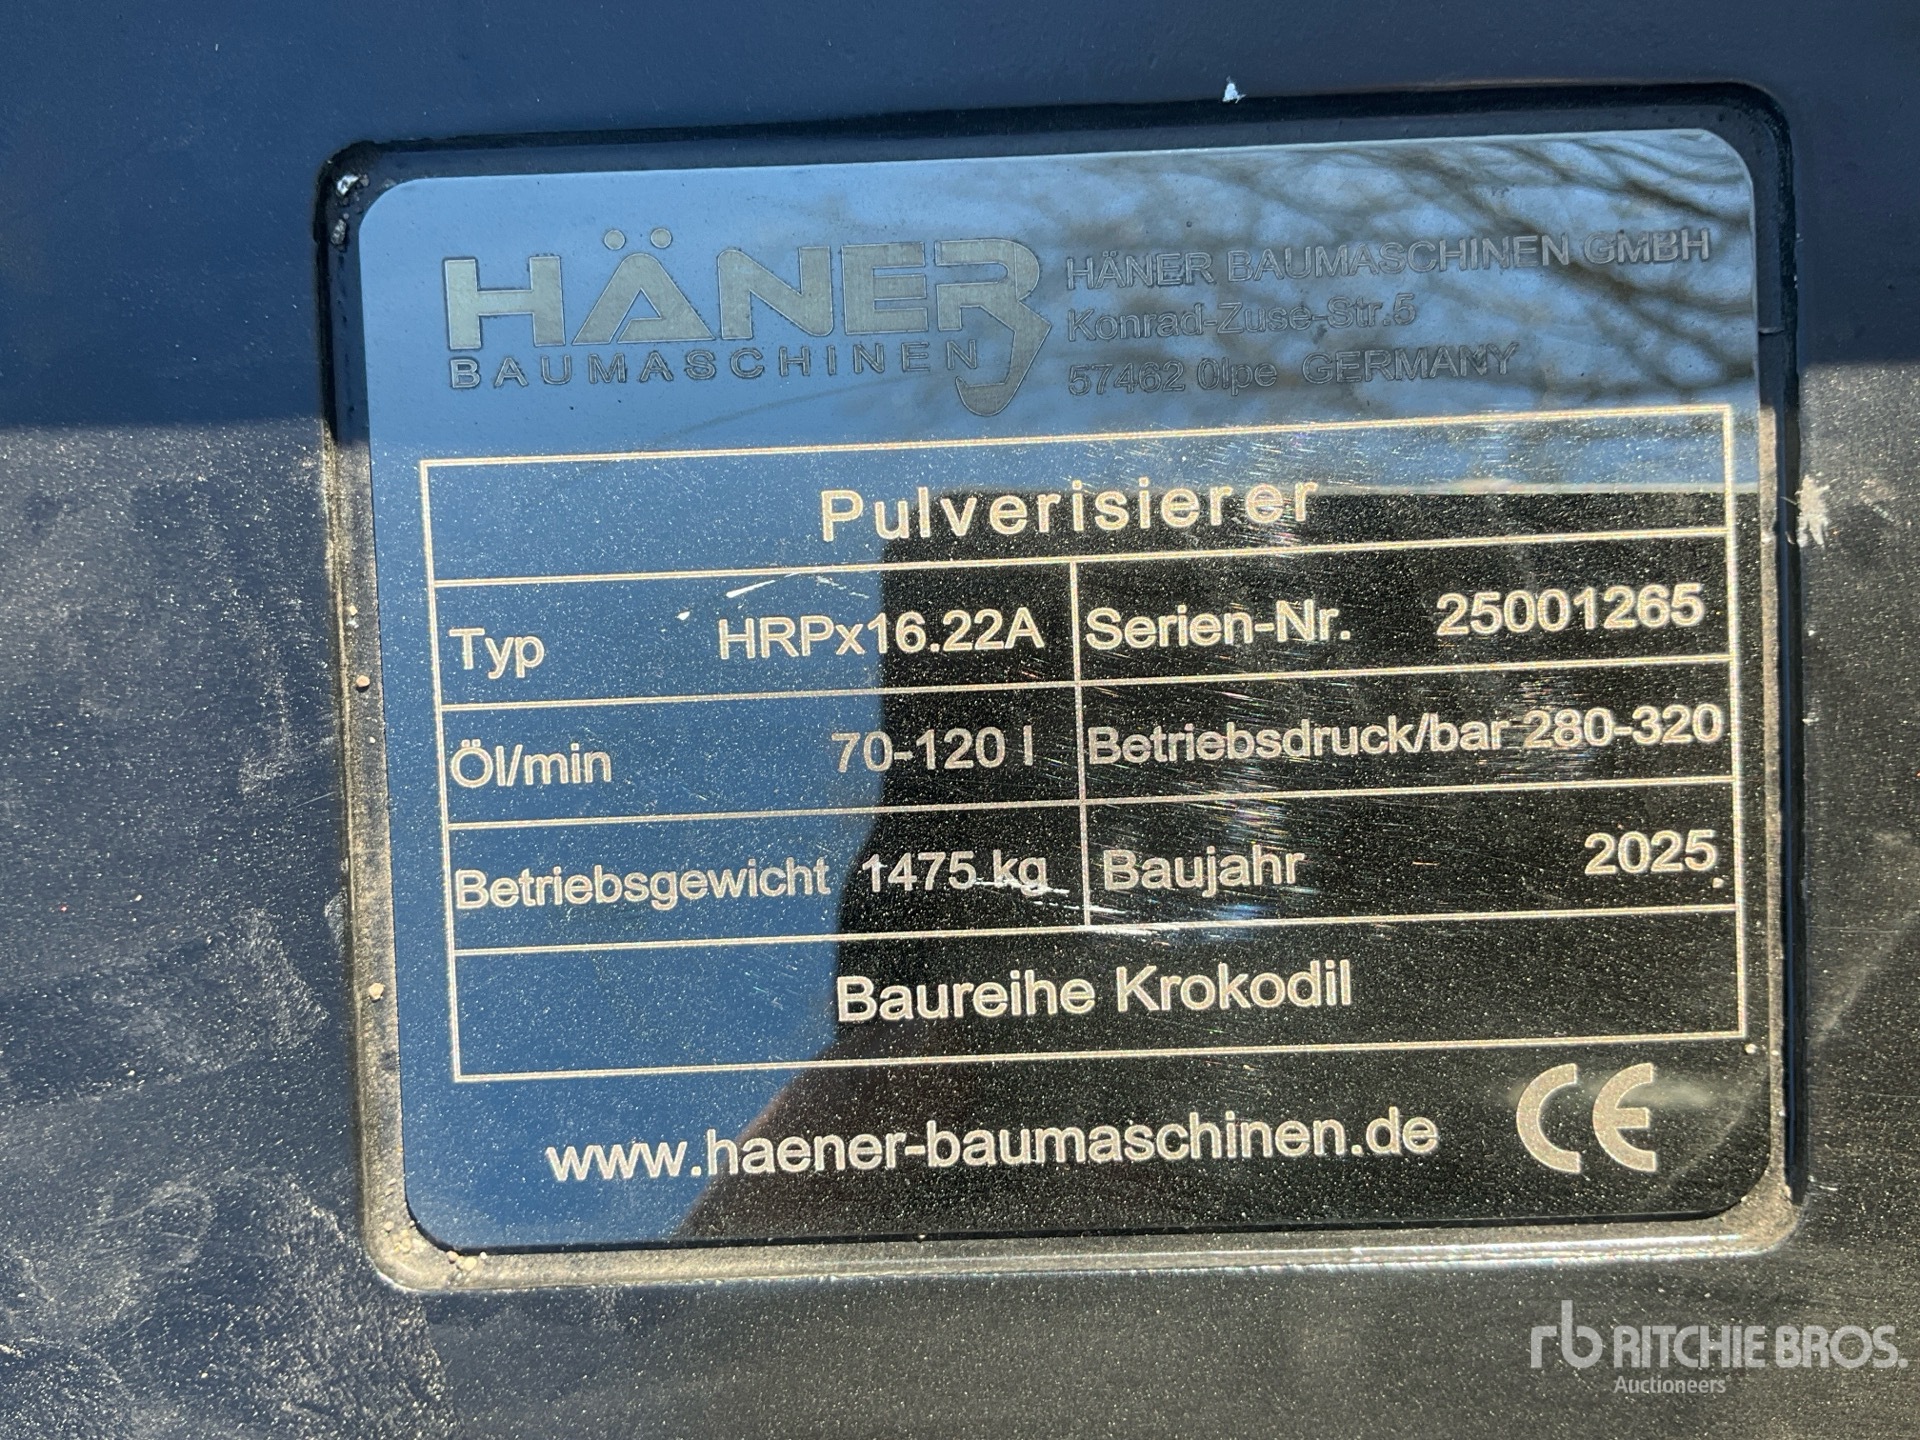 HÄNER
BAUMASCHINEN
HÄNER BAUMASCHINEN GMBH
Konrad-Zuse-Str.5
57462 Olpe GERMANY
Pulverisierer
Typ HRPx16.22A Serien-Nr. 25001265
Öl/min 70-120 l Betriebsdruck/bar 280-320
Betriebsgewicht 1475 kg Baujahr 2025
Baureihe Krokodil
www.haener-baumaschinen.de CE
rb RITCHIE BROS.
Auctioneers